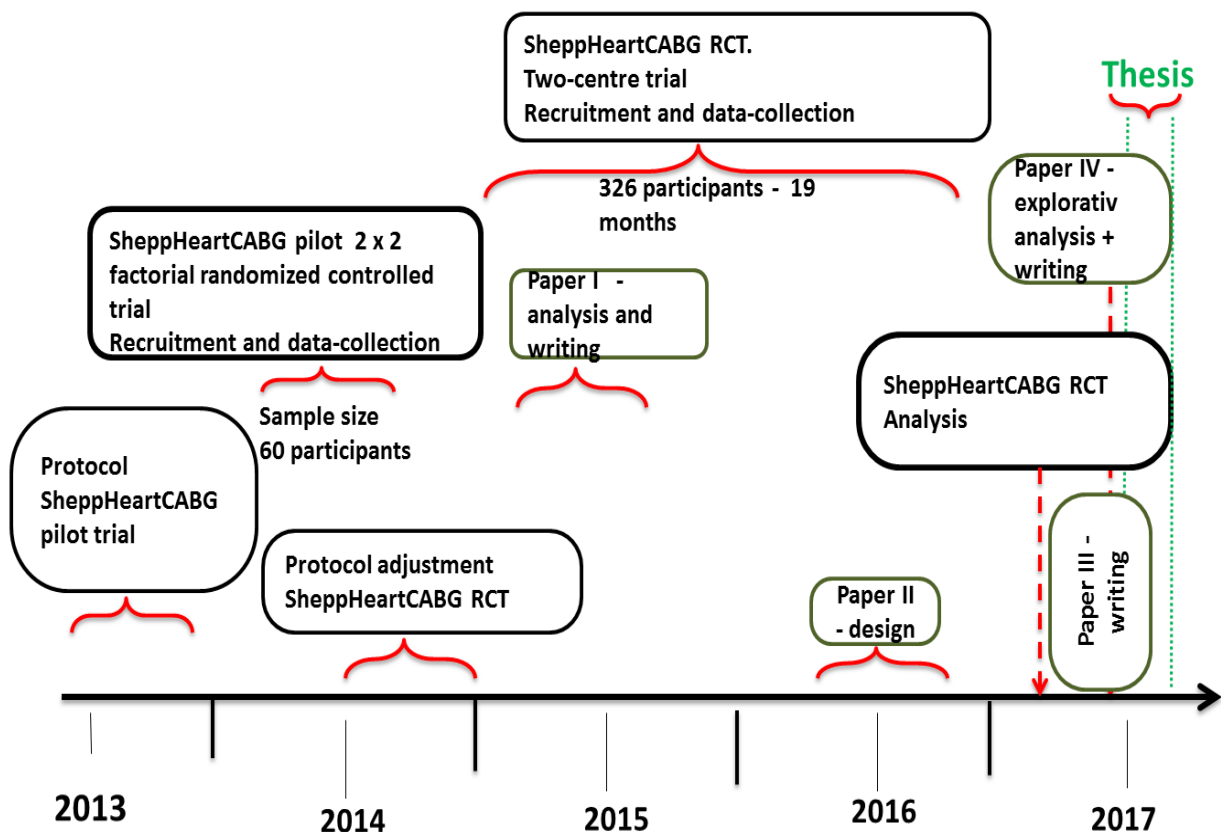 SheppHeartCABG RCT.
Two-centre trial
Recruitment and data-collection
Thesis
326 participants - 19
months
Paper IV -
explorativ
analysis +
writing
SheppHeartCABG pilot 2 x 2
factorial randomized controlled
trial
Recruitment and data-collection
Paper I -
analysis and
writing
Sample size
60 participants
SheppHeartCABG RCT
Analysis
Protocol
SheppHeartCABG
pilot trial
Protocol adjustment
SheppHeartCABG RCT
Paper II
- design
Paper III -
writing
2013
2014
2015
2016
2017